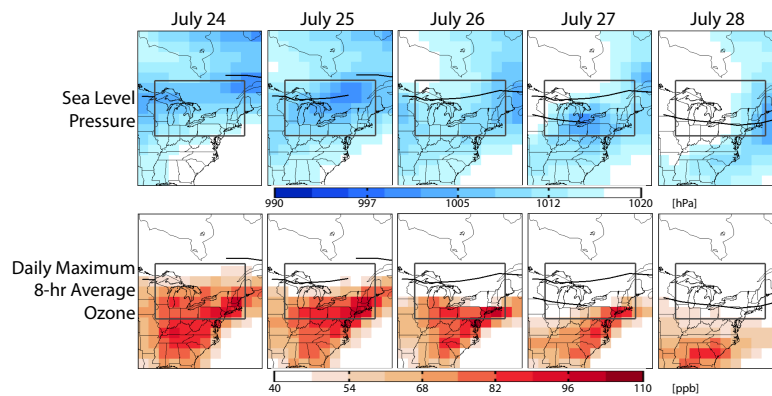 July 24 July 25 July 26 July 27 July 28
Sea Level
Pressure
990 997 1005 1012 1020 [hPa]
Daily Maximum
8-hr Average
Ozone
40 54 68 82 96 110 [ppb]